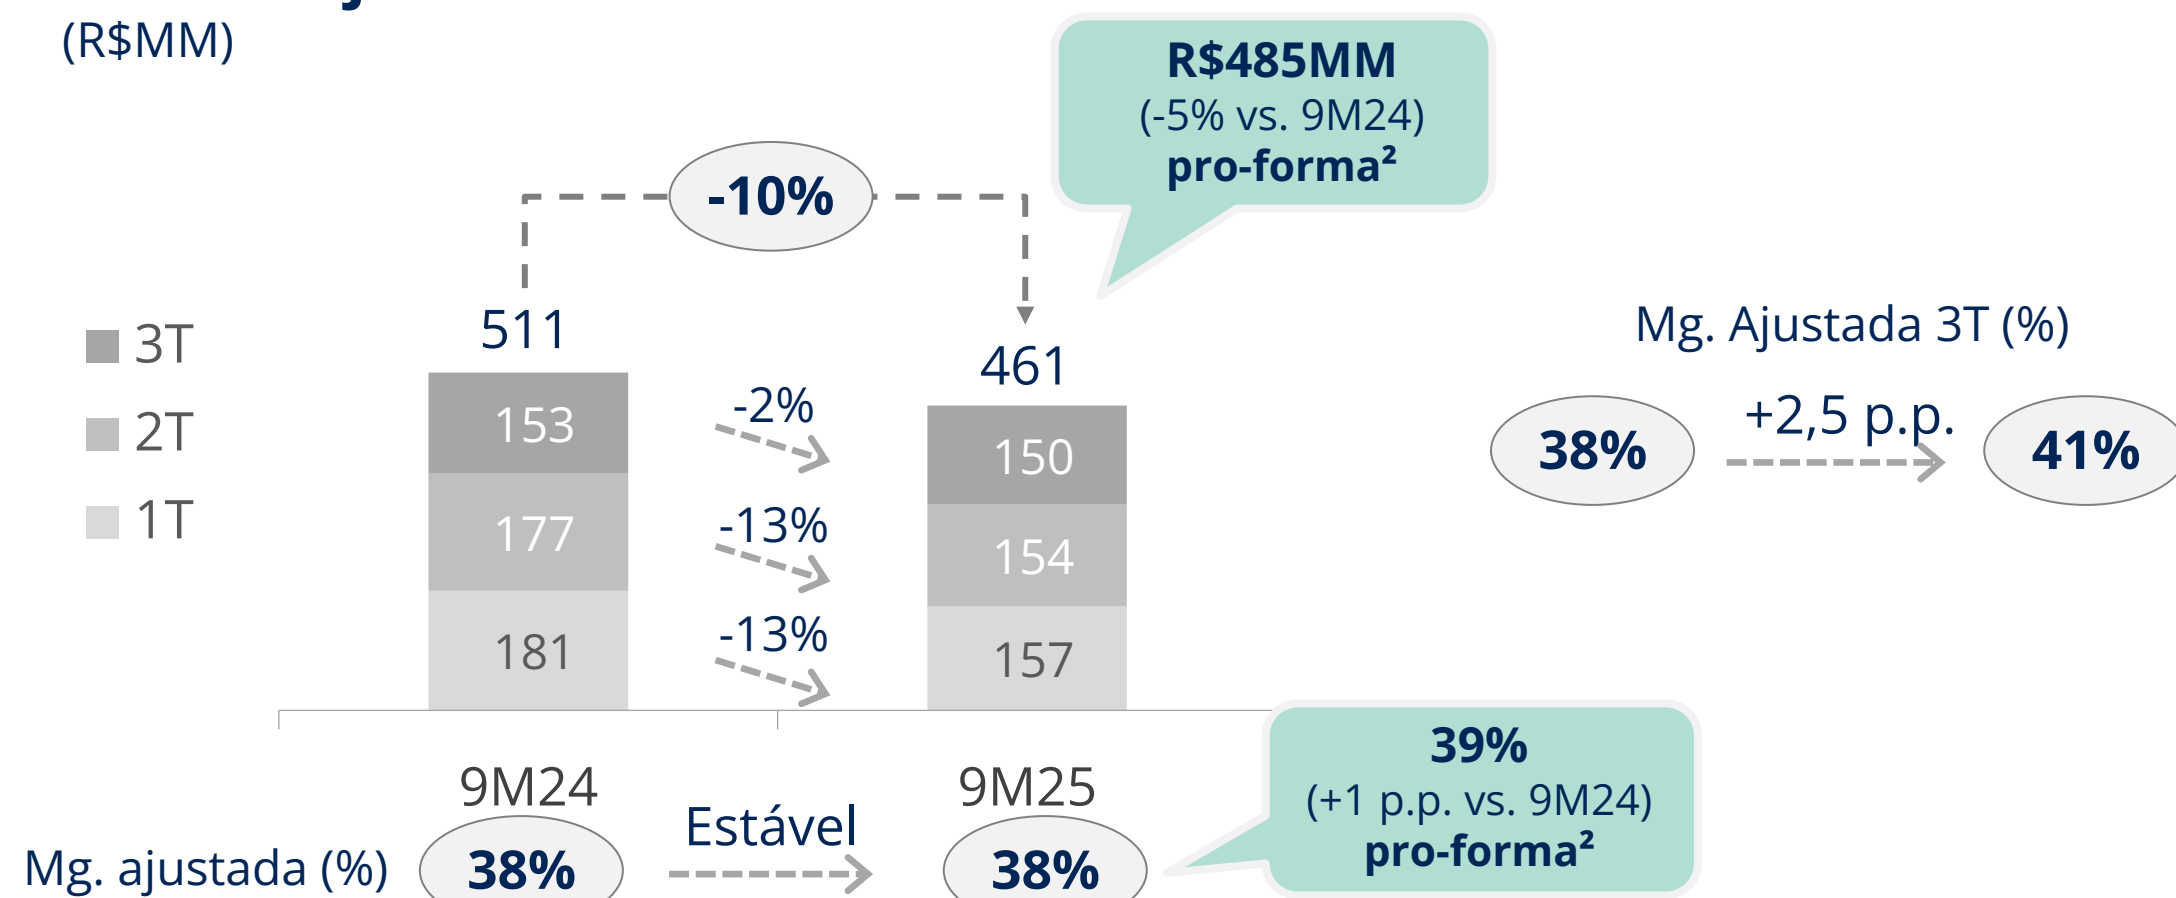 (R$MM)
R$485MM
(-5% vs. 9M24)
pro-forma²
-10%
511
461
3T
2T
1T
153
177
181
-2%
-13%
-13%
150
154
157
Mg. Ajustada 3T (%)
38%
+2,5 p.p.
41%
9M24
9M25
Mg. ajustada (%)
38%
Estável
38%
39%
(+1 p.p. vs. 9M24)
pro-forma²